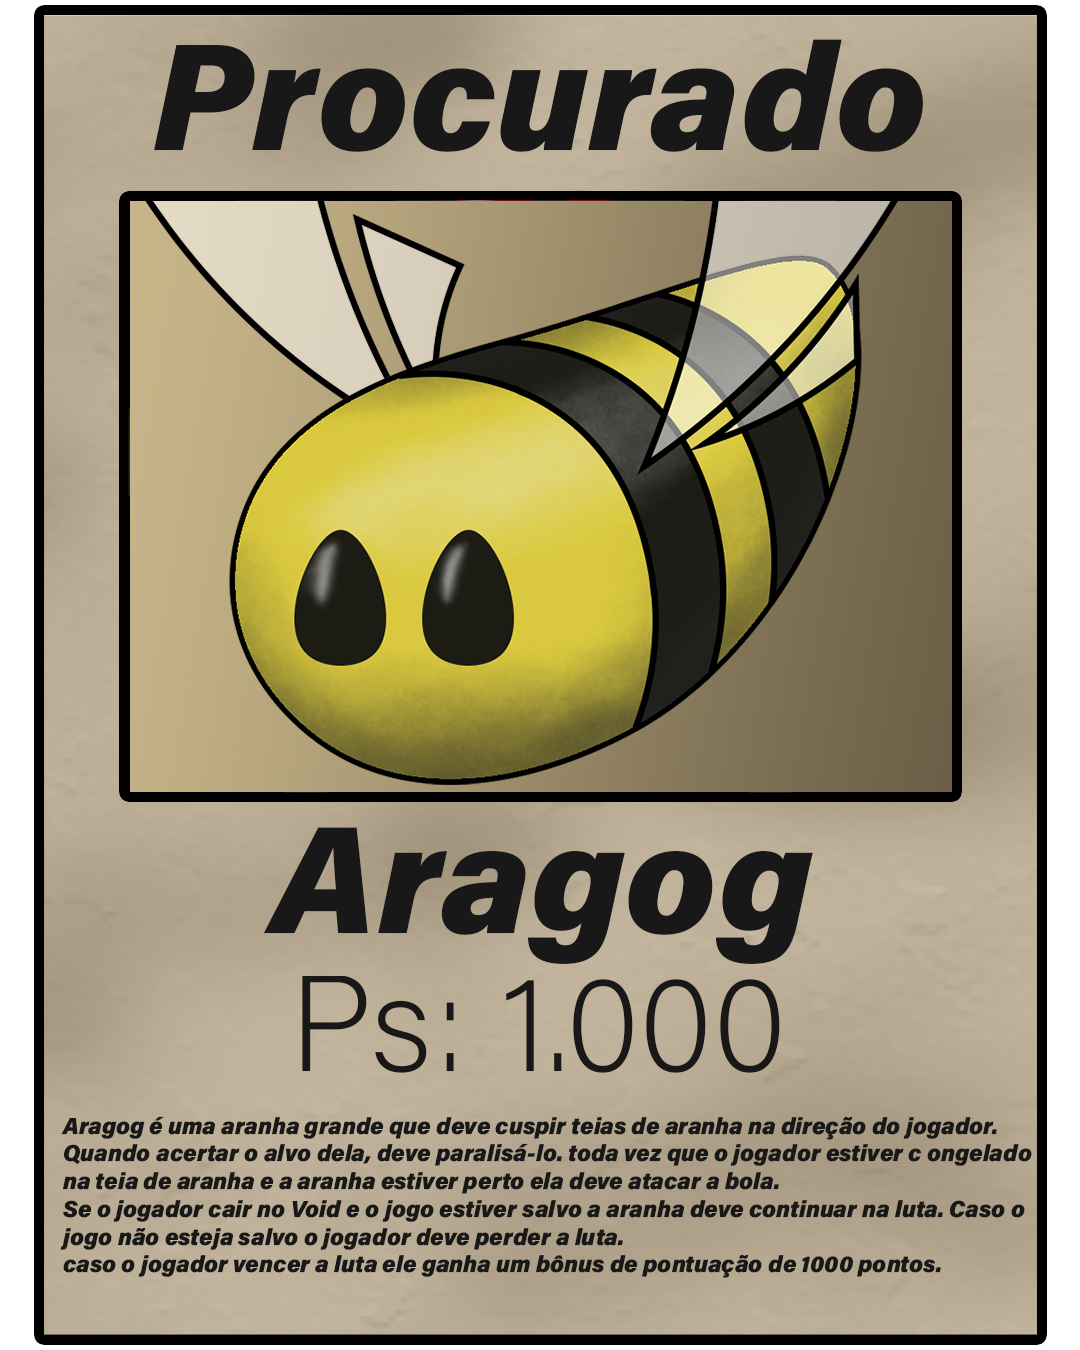 Procurado
Aragog
Ps: 1.000
Aragog é uma aranha grande que deve cuspir teias de aranha na direção do jogador.
Quando acertar o alvo dela, deve paralisá-lo. toda vez que o jogador estiver c ongelado
na teia de aranha e a aranha estiver perto ela deve atacar a bola.
Se o jogador cair no Void e o jogo estiver salvo a aranha deve continuar na luta. Caso o
jogo não esteja salvo o jogador deve perder a luta.
caso o jogador vencer a luta ele ganha um bônus de pontuação de 1000 pontos.